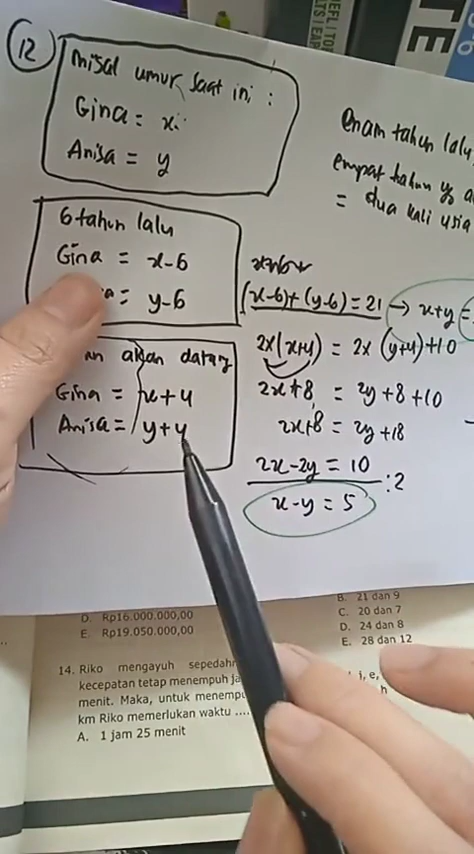 12
misal umur saat ini :
Gina = x
Anisa = y
Enam tahun lalu
empat tahun yg a
= dua kali usia
6 tahun lalu
Gina = x-6
a = y-6
(x-6)+(y-6)=21 → x+y =
an akan datang
Gina = x+4
Anisa = y+4
2x(x+4) = 2x (y+4)+10
2x+8 = 2y+8+10
2x+8 = 2y+18
2x-2y = 10
:2
x-y = 5
TE
D. Rp16.000.000,00
E. Rp19.050.000,00
B. 21 dan 9
C. 20 dan 7
D. 24 dan 8
E. 28 dan 12
14. Riko mengayuh sepedah
kecepatan tetap menempuh ja
menit. Maka, untuk menempu
km Riko memerlukan waktu ....
A. 1 jam 25 menit